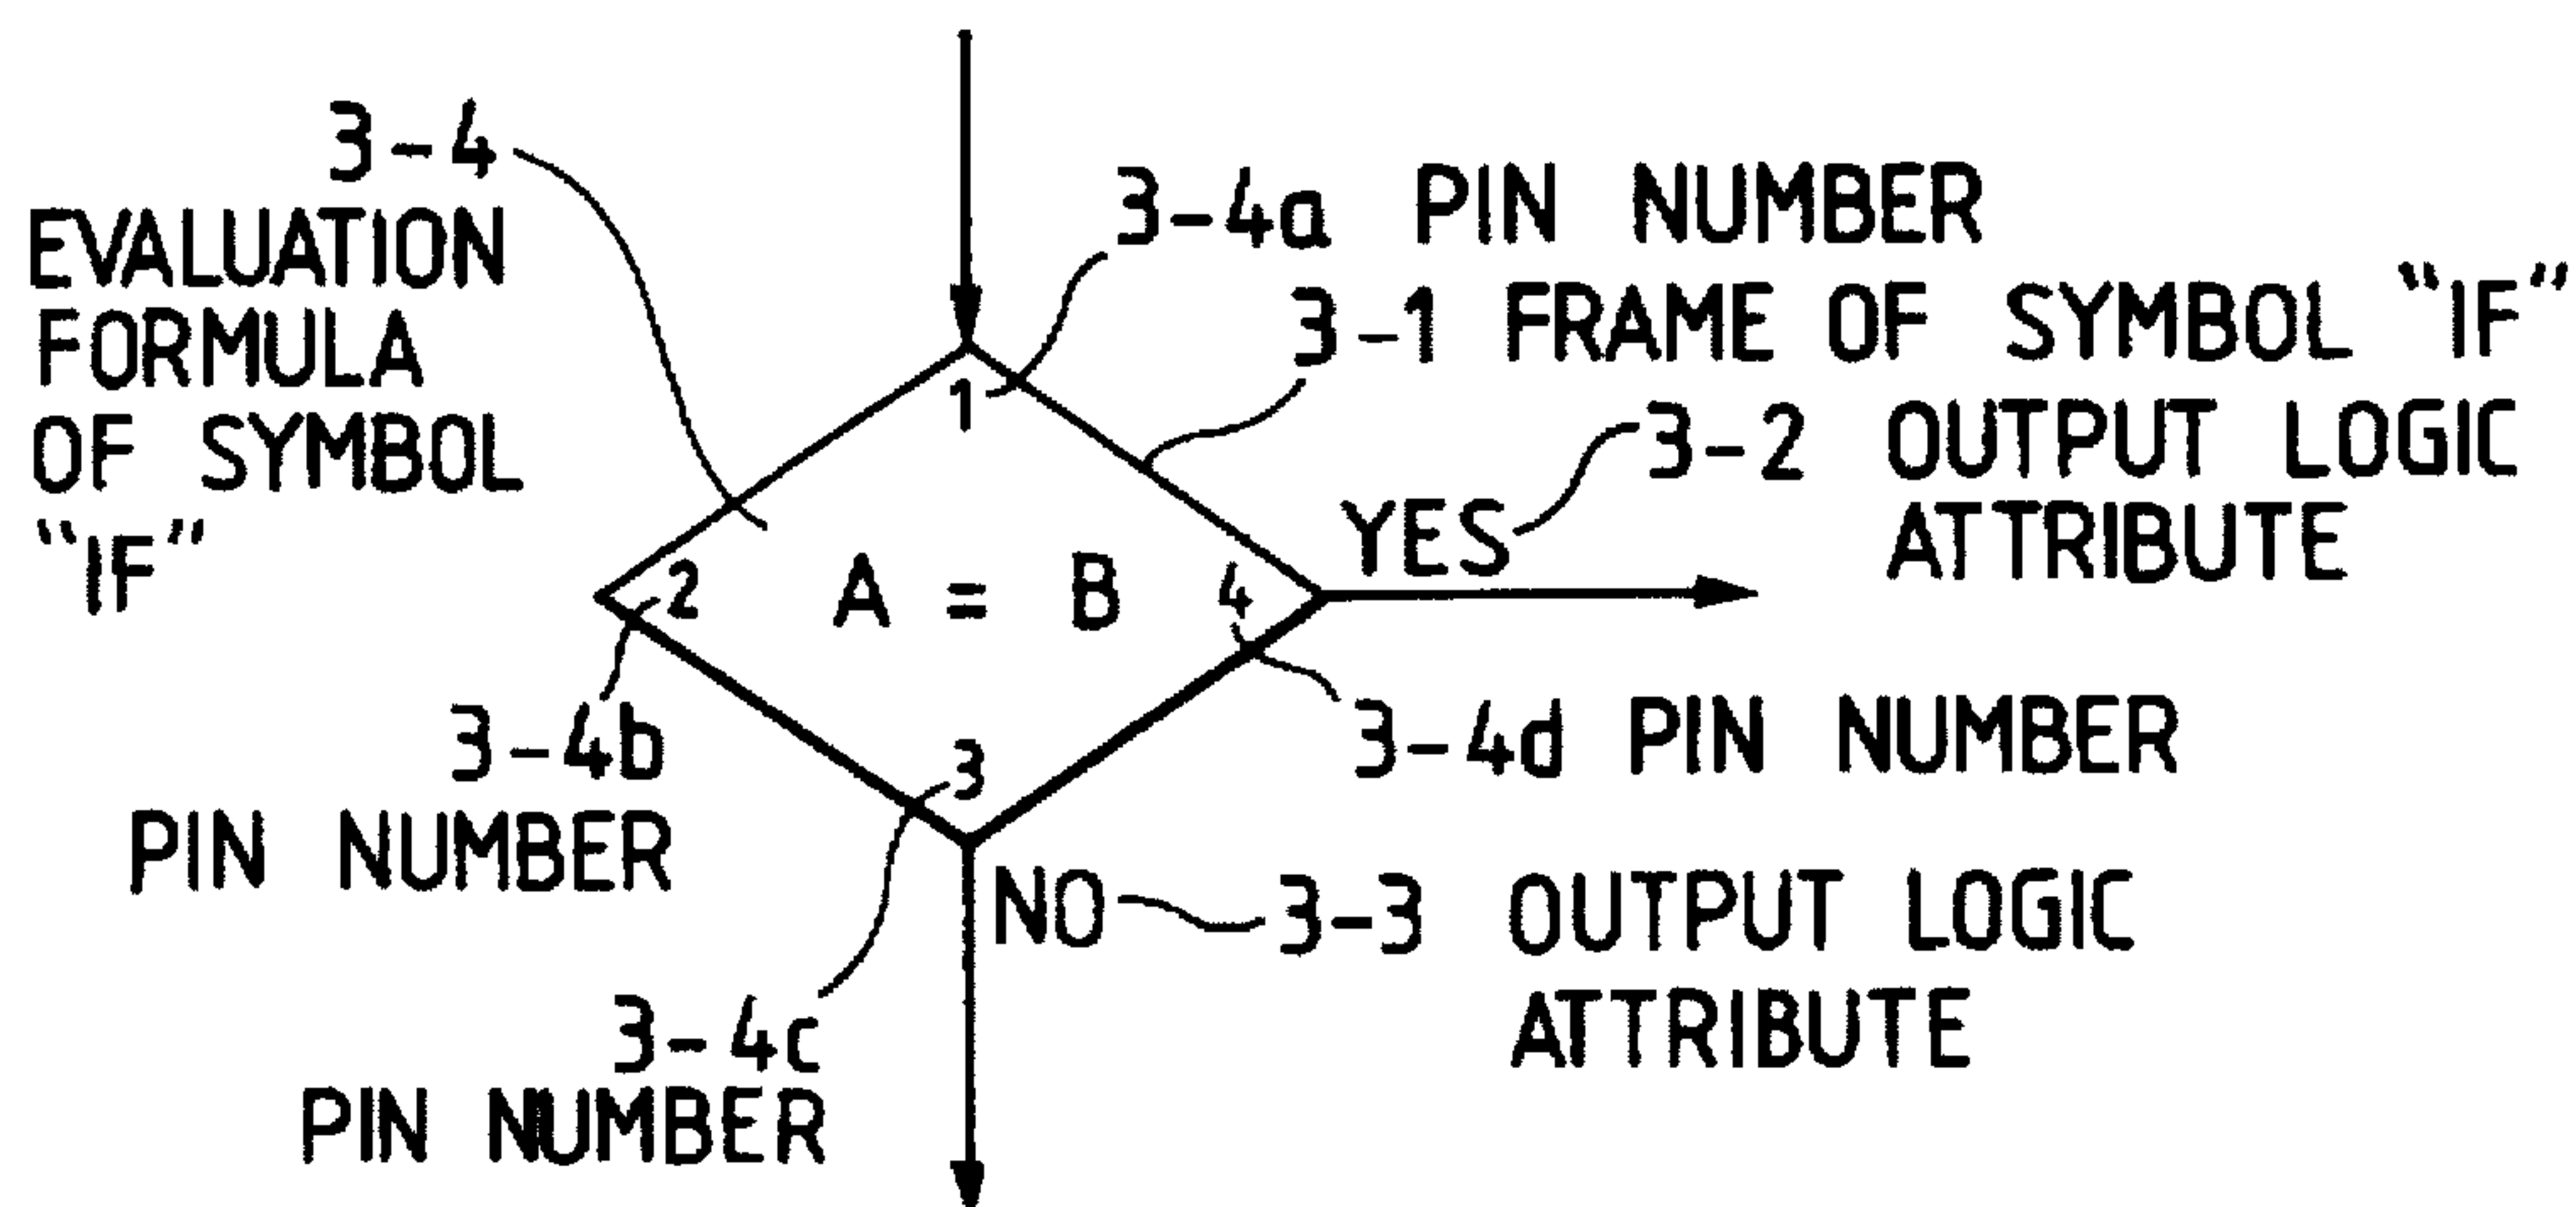 3-4
EVALUATION
FORMULA
OF SYMBOL
"IF"
3-4a PIN NUMBER
3-1 FRAME OF SYMBOL "IF"
3-2 OUTPUT LOGIC
ATTRIBUTE
YES
1
2 A = B 4
3
3-4b
PIN NUMBER
3-4d PIN NUMBER
NO
3-3 OUTPUT LOGIC
ATTRIBUTE
3-4c
PIN NUMBER